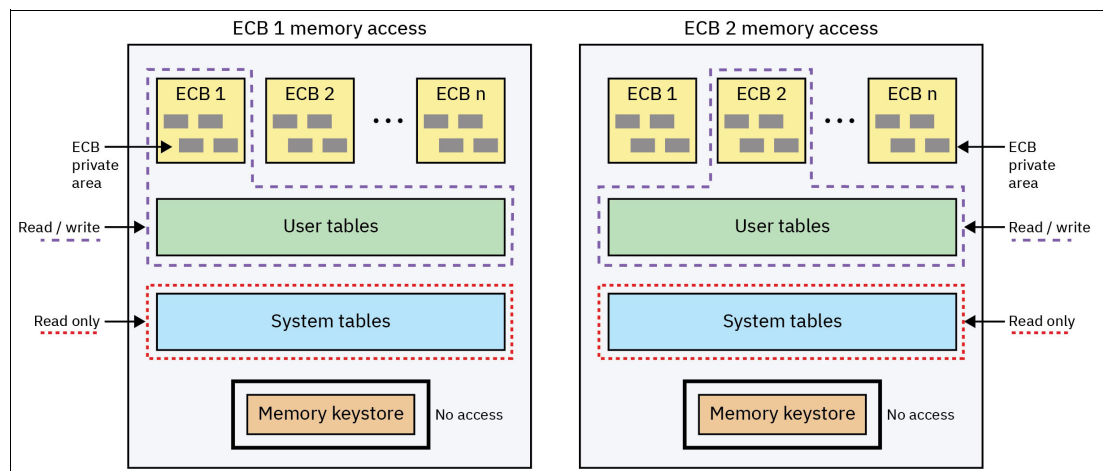 ECB 1 memory access
ECB 1
ECB 2
ECB n
ECB
private
area
User tables
Read / write
System tables
Read only
Memory keystore
No access
ECB 2 memory access
ECB 1
ECB 2
ECB n
ECB
private
area
User tables
Read / write
System tables
Read only
Memory keystore
No access